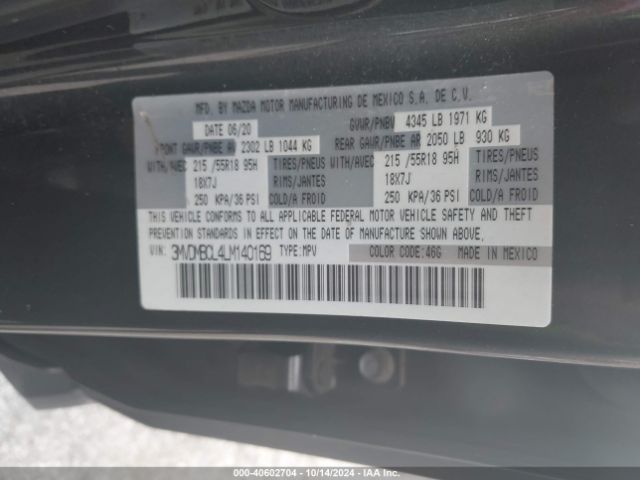 MFD. BY MAZDA MOTOR MANUFACTURING DE MEXICO S.A. DE C.V.
DATE 06/20 GVWR/PNBV 4345 LB 1971 KG
FRONT GAWR/PNBE AV 2302 LB 1044 KG REAR GAWR/PNBE AR 2050 LB 930 KG
WITH/AVEC 215 /55R18 95H TIRES/PNEUS WITH/AVEC 215 /55R18 95H TIRES/PNEUS
18X7J RIMS/JANTES 18X7J RIMS/JANTES
250 KPA/36 PSI COLD/A FROID 250 KPA/36 PSI COLD/A FROID
THIS VEHICLE CONFORMS TO ALL APPLICABLE FEDERAL MOTOR VEHICLE SAFETY AND THEFT
PREVENTION STANDARDS IN EFFECT ON THE DATE OF MANUFACTURE SHOWN ABOVE.
VIN: 3MVDMBCL4LM140169 TYPE: MPV COLOR CODE: 46G MADE IN MEXICO
000-40602704 | 10/14/2024 | IAA Inc.